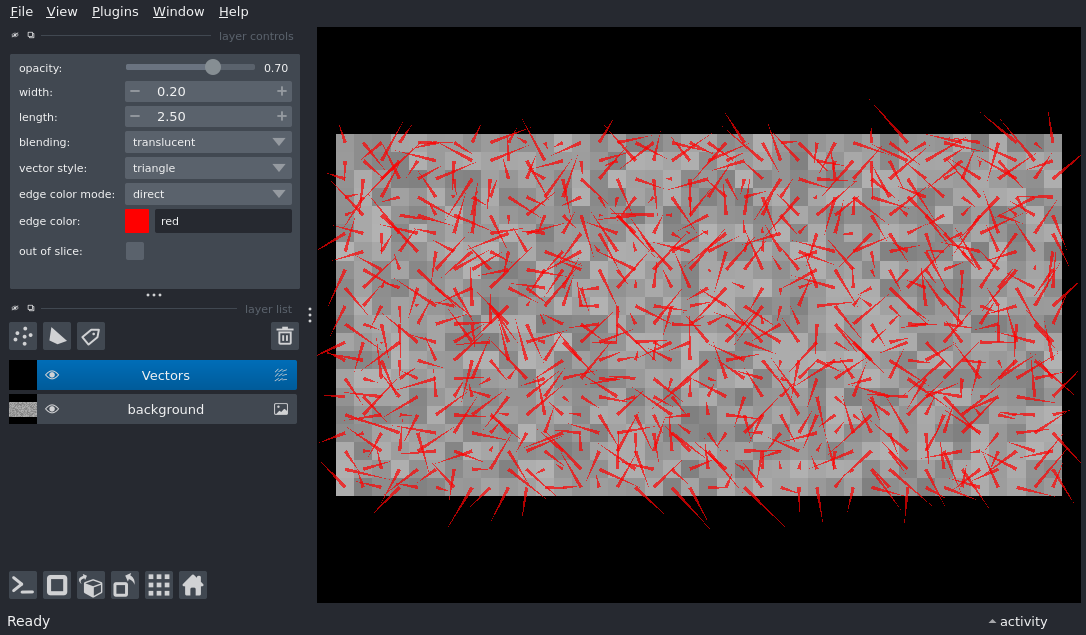 File View Plugins Window Help
layer controls
opacity: 0.70
width: − 0.20 +
length: − 2.50 +
blending: translucent
vector style: triangle
edge color mode: direct
edge color: red
out of slice:
layer list
Vectors
background
Ready
activity